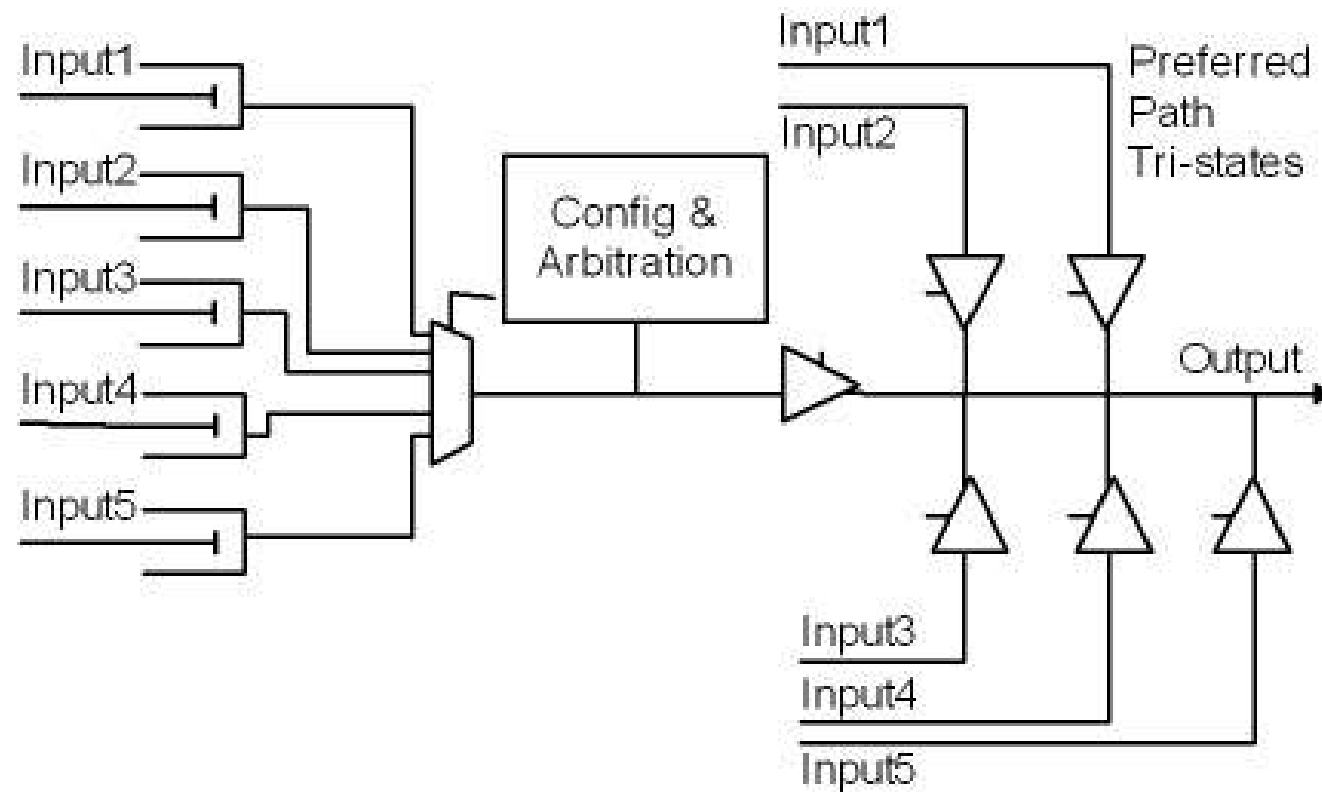 Input1
Input2
Input3
Input4
Input5
Config &
Arbitration
Input1
Input2
Preferred
Path
Tri-states
Output
Input3
Input4
Input5